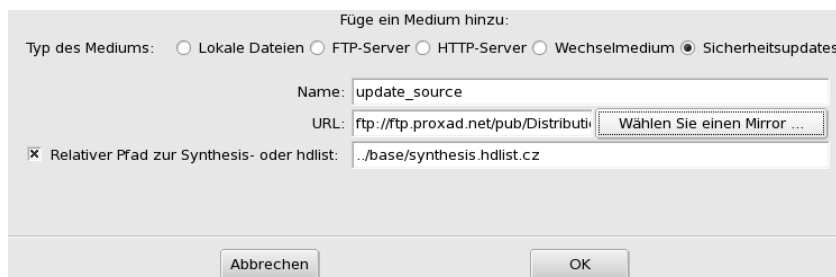 Füge ein Medium hinzu:
Typ des Mediums: Lokale Dateien FTP-Server HTTP-Server Wechselmedium Sicherheitsupdates
Name: update_source
URL: ftp://ftp.proxad.net/pub/Distributi Wählen Sie einen Mirror ...
Relativer Pfad zur Synthesis- oder hdlist: ../base/synthesis.hdlist.cz
Abbrechen OK